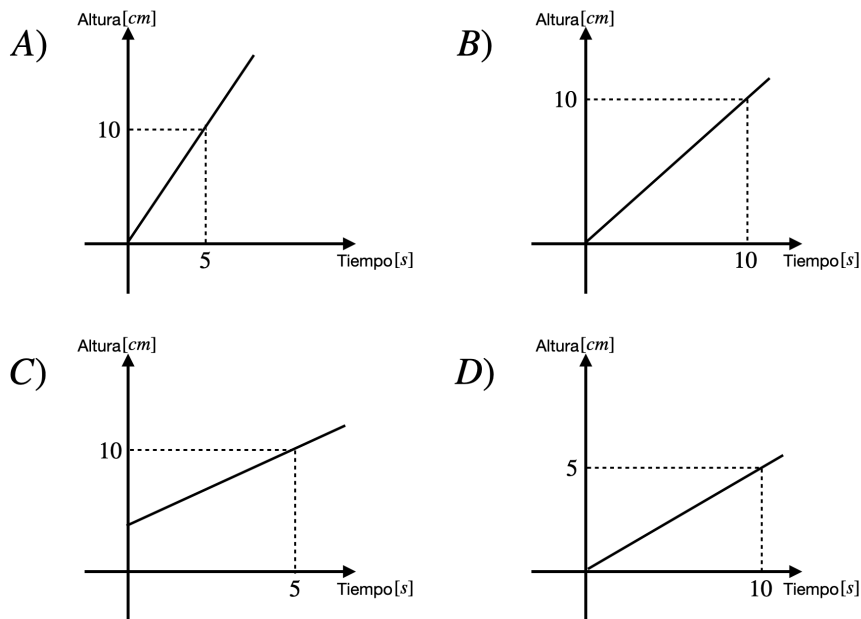 Altura[cm]
A)
10
5
Tiempo[s]
Altura[cm]
B)
10
10
Tiempo[s]
Altura[cm]
C)
10
5
Tiempo[s]
Altura[cm]
D)
5
10
Tiempo[s]